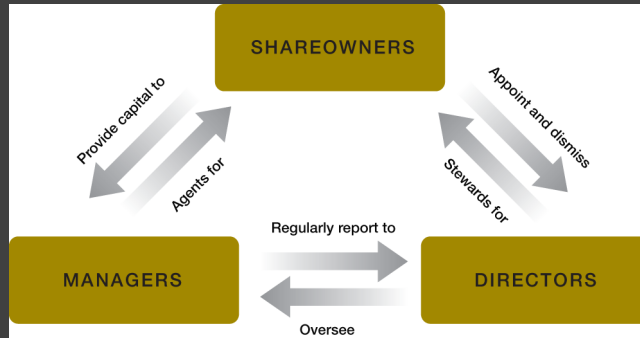 SHAREOWNERS
Provide capital to
Agents for
Appoint and dismiss
Stewards for
Regularly report to
MANAGERS
DIRECTORS
Oversee